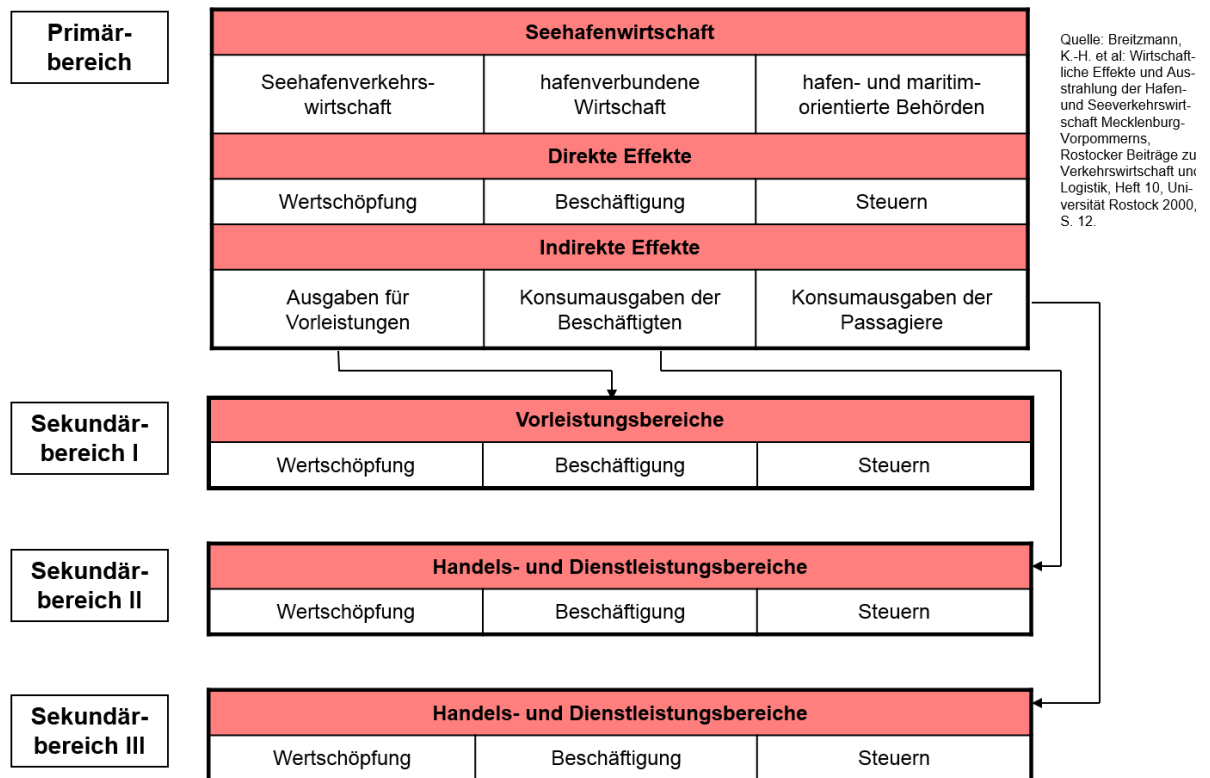 Primär-
bereich
Seehafenwirtschaft
Seehafenverkehrs-
wirtschaft
hafenverbundene
Wirtschaft
hafen- und maritim-
orientierte Behörden
Direkte Effekte
Wertschöpfung
Beschäftigung
Steuern
Indirekte Effekte
Ausgaben für
Vorleistungen
Konsumausgaben der
Beschäftigten
Konsumausgaben der
Passagiere
Quelle: Breitzmann,
K.-H. et al: Wirtschaft-
liche Effekte und Aus-
strahlung der Hafen-
und Seeverkehrswirt-
schaft Mecklenburg-
Vorpommerns,
Rostocker Beiträge zu
Verkehrswirtschaft und
Logistik, Heft 10, Uni-
versität Rostock 2000,
S. 12.
Sekundär-
bereich I
Vorleistungsbereiche
Wertschöpfung
Beschäftigung
Steuern
Sekundär-
bereich II
Handels- und Dienstleistungsbereiche
Wertschöpfung
Beschäftigung
Steuern
Sekundär-
bereich III
Handels- und Dienstleistungsbereiche
Wertschöpfung
Beschäftigung
Steuern